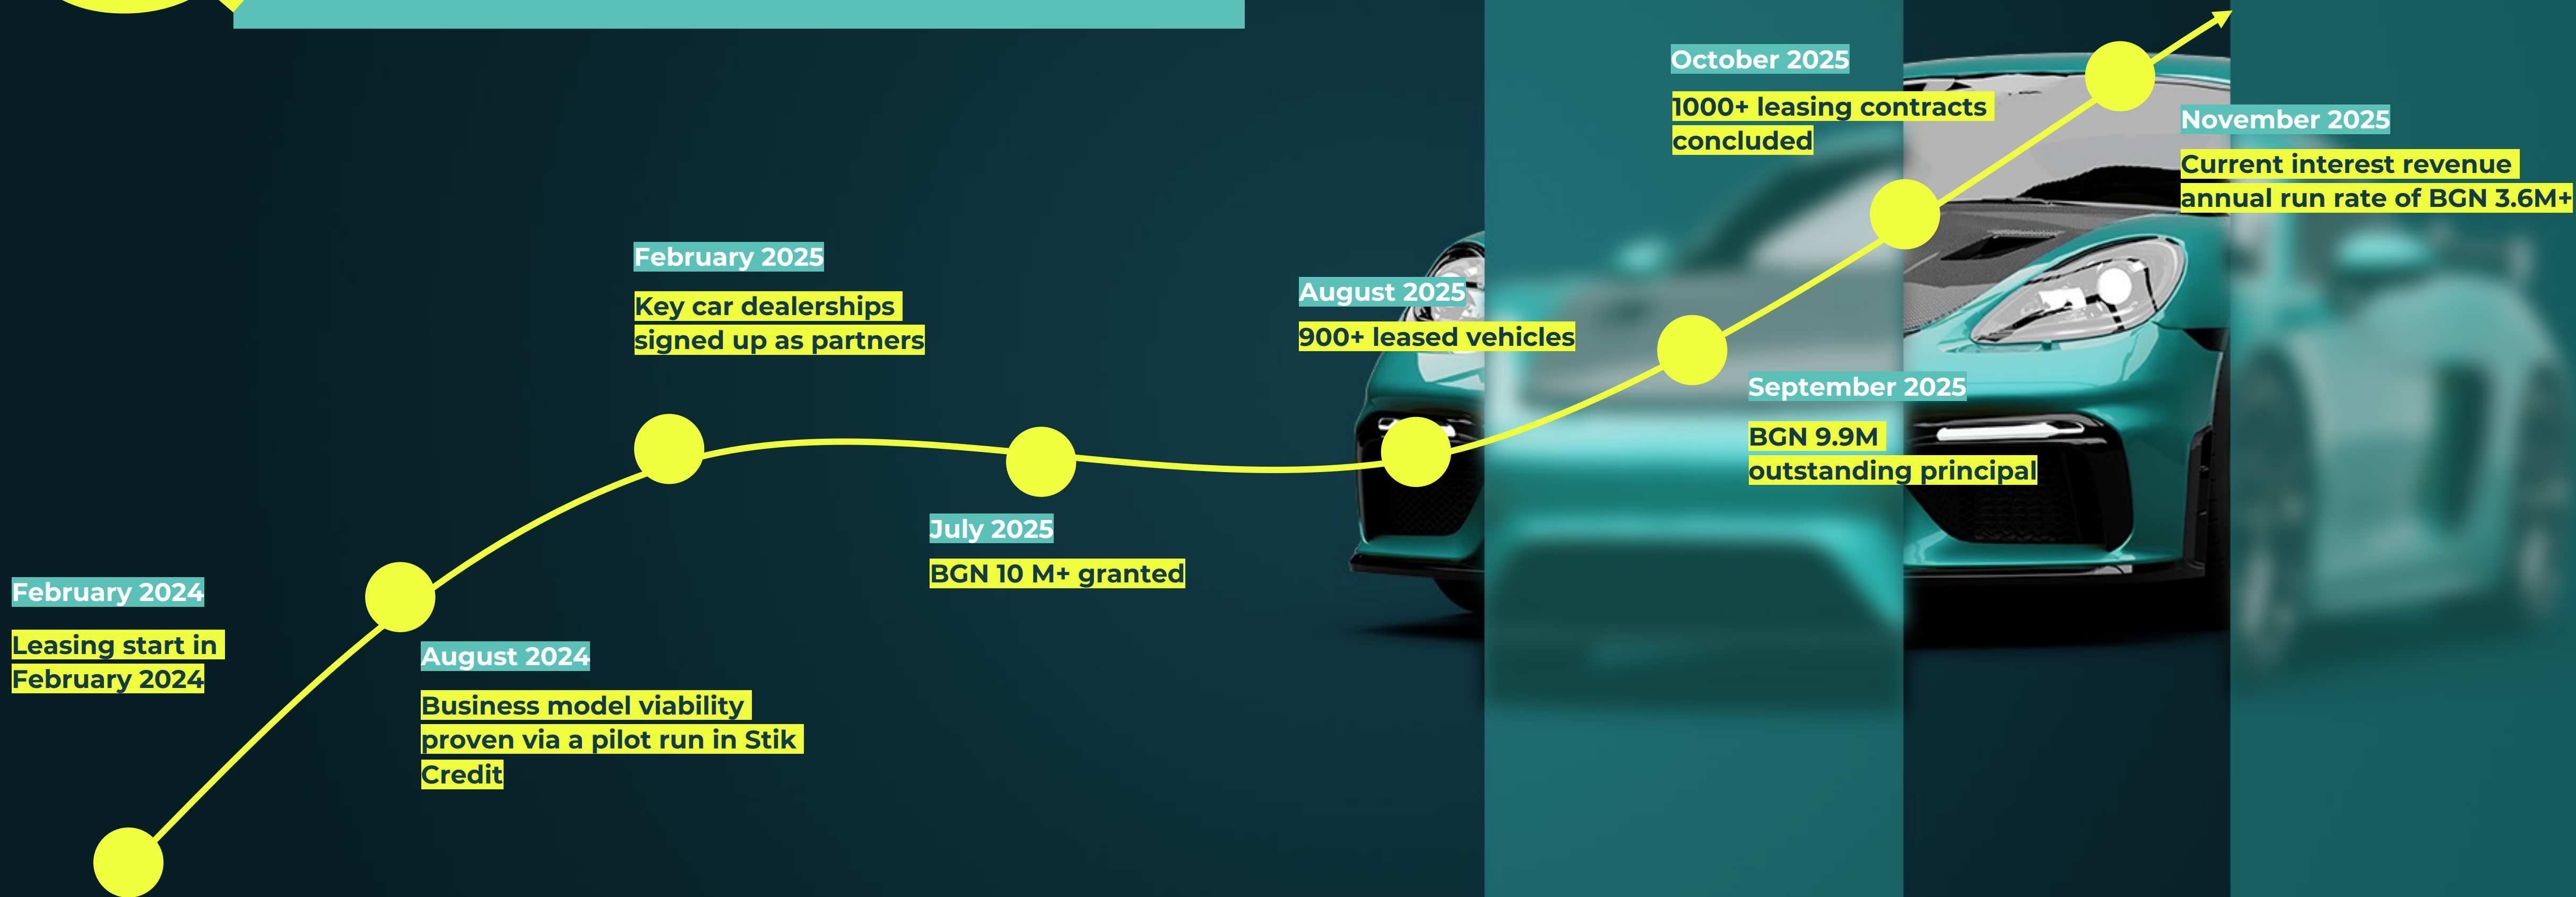 February 2024
Leasing start in
February 2024
August 2024
Business model viability
proven via a pilot run in Stik
Credit
February 2025
Key car dealerships
signed up as partners
July 2025
BGN 10 M+ granted
August 2025
900+ leased vehicles
September 2025
BGN 9.9M
outstanding principal
October 2025
1000+ leasing contracts
concluded
November 2025
Current interest revenue
annual run rate of BGN 3.6M+